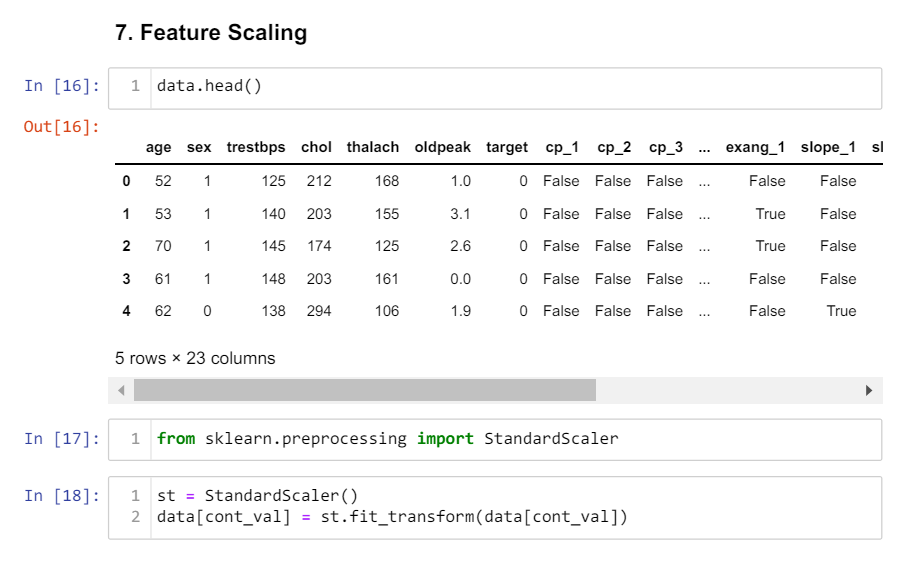 7. Feature Scaling
In [16]: 1 data.head()
Out[16]:
age sex trestbps chol thalach oldpeak target cp_1 cp_2 cp_3 ... exang_1 slope_1 sl
0 52 1 125 212 168 1.0 0 False False False ... False False
1 53 1 140 203 155 3.1 0 False False False ... True False
2 70 1 145 174 125 2.6 0 False False False ... True False
3 61 1 148 203 161 0.0 0 False False False ... False False
4 62 0 138 294 106 1.9 0 False False False ... False True
5 rows × 23 columns
In [17]: 1 from sklearn.preprocessing import StandardScaler
In [18]: 1 st = StandardScaler()
2 data[cont_val] = st.fit_transform(data[cont_val])